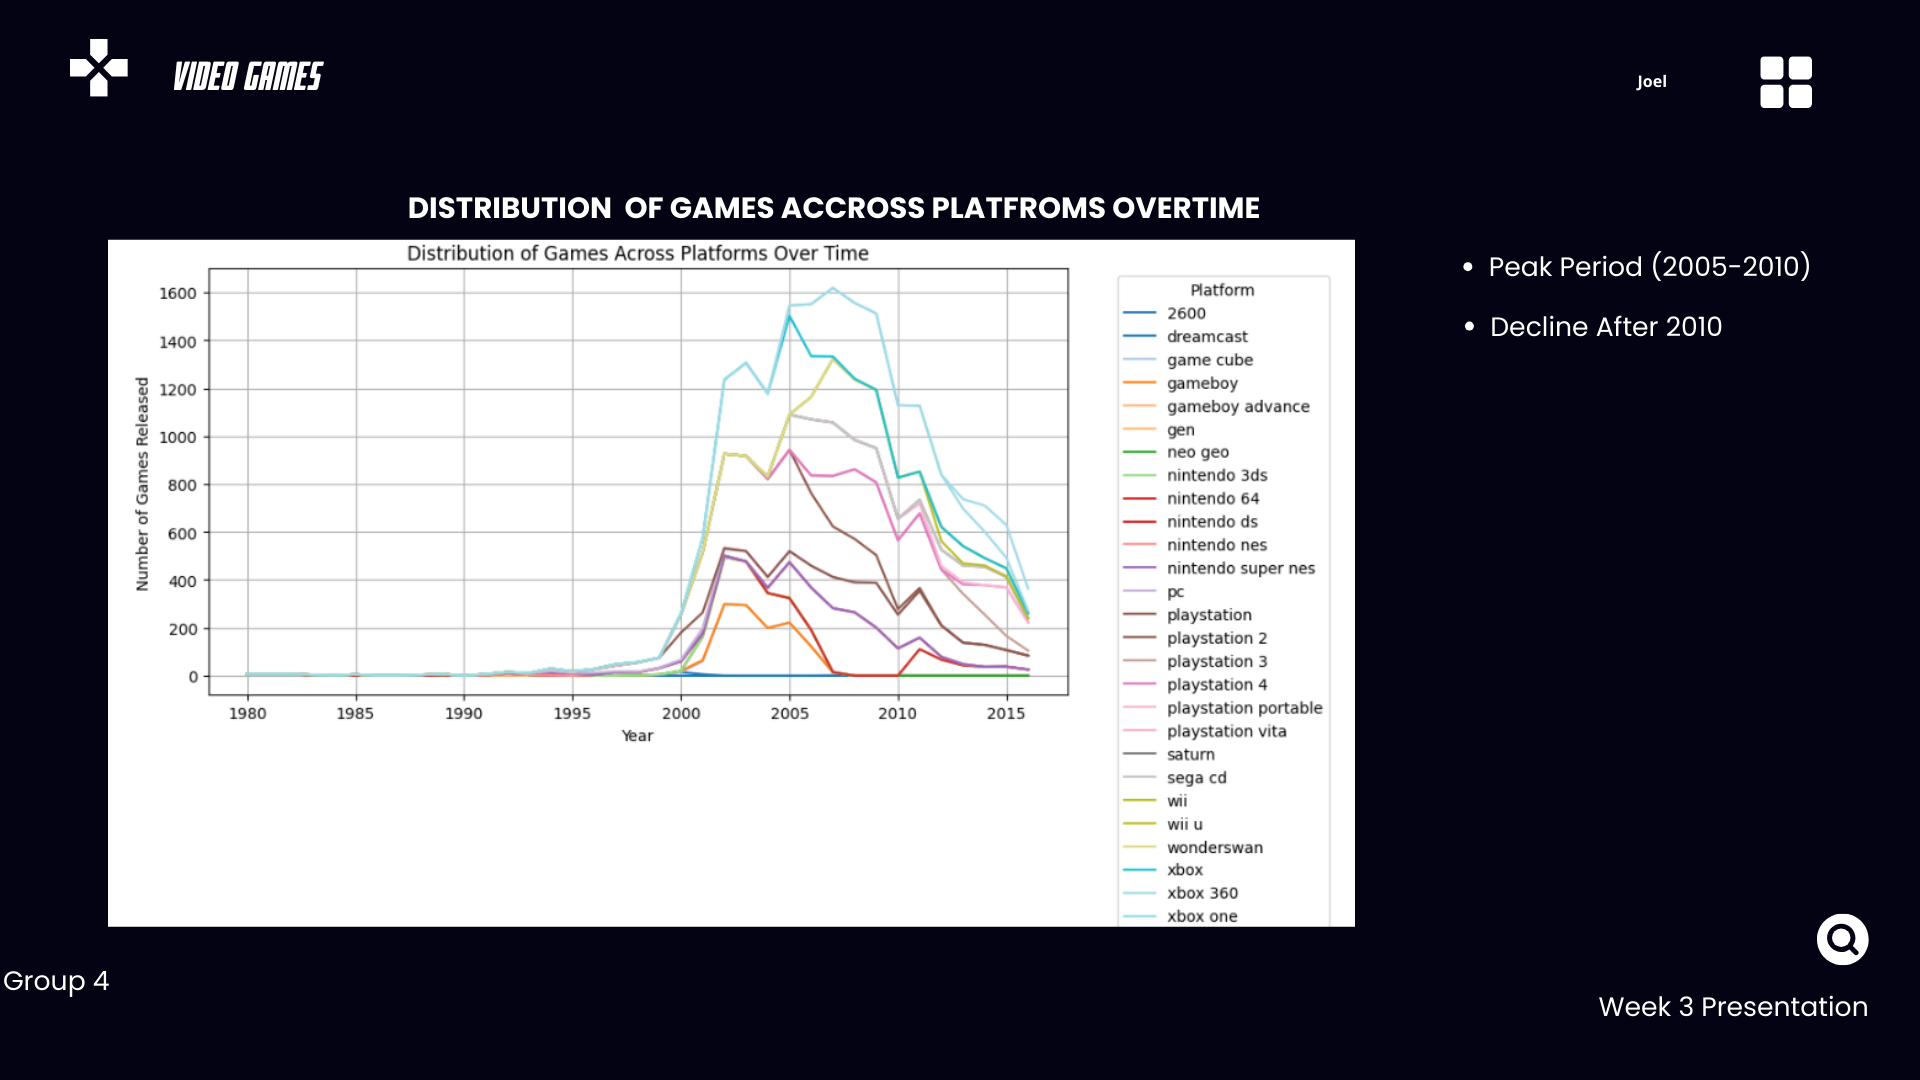 VIDEO GAMES
Joel
DISTRIBUTION OF GAMES ACCROSS PLATFROMS OVERTIME
Distribution of Games Across Platforms Over Time
Number of Games Released
1600
1400
1200
1000
800
600
400
200
0
1980 1985 1990 1995 2000 2005 2010 2015
Year
Platform
2600
dreamcast
game cube
gameboy
gameboy advance
gen
neo geo
nintendo 3ds
nintendo 64
nintendo ds
nintendo nes
nintendo super nes
pc
playstation
playstation 2
playstation 3
playstation 4
playstation portable
playstation vita
saturn
sega cd
wii
wii u
wonderswan
xbox
xbox 360
xbox one
• Peak Period (2005-2010)
• Decline After 2010
Group 4
Week 3 Presentation